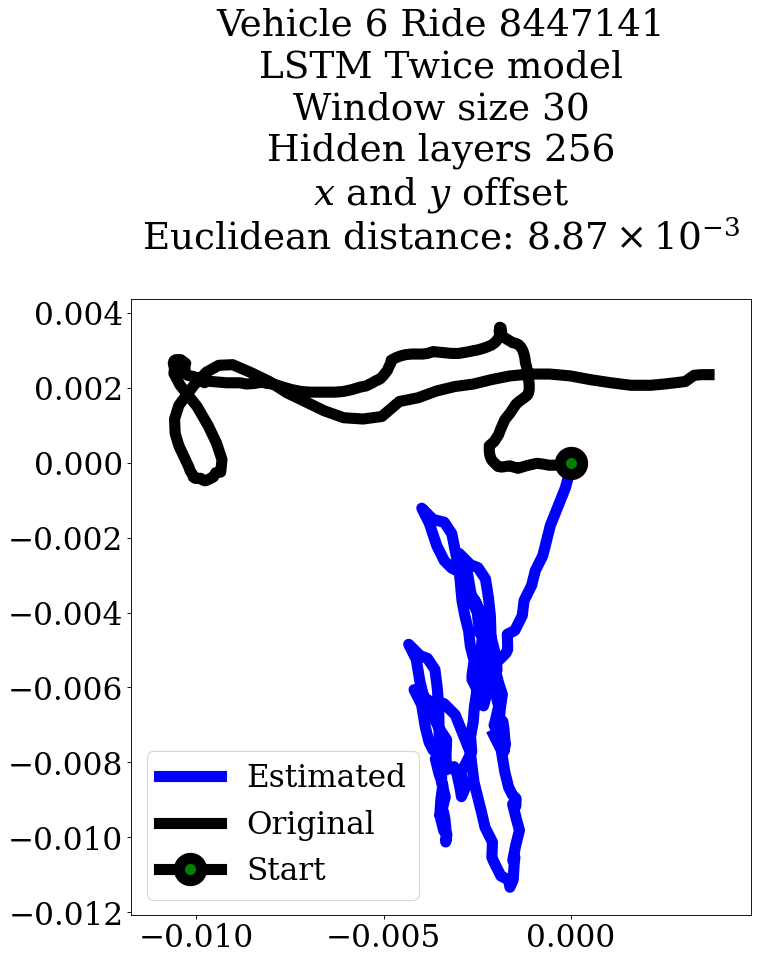 Vehicle 6 Ride 8447141
LSTM Twice model
Window size 30
Hidden layers 256
x and y offset
Euclidean distance: 8.87 × 10⁻³
0.004
0.002
0.000
−0.002
−0.004
−0.006
−0.008
−0.010
−0.012
Estimated
Original
Start
−0.010 −0.005 0.000